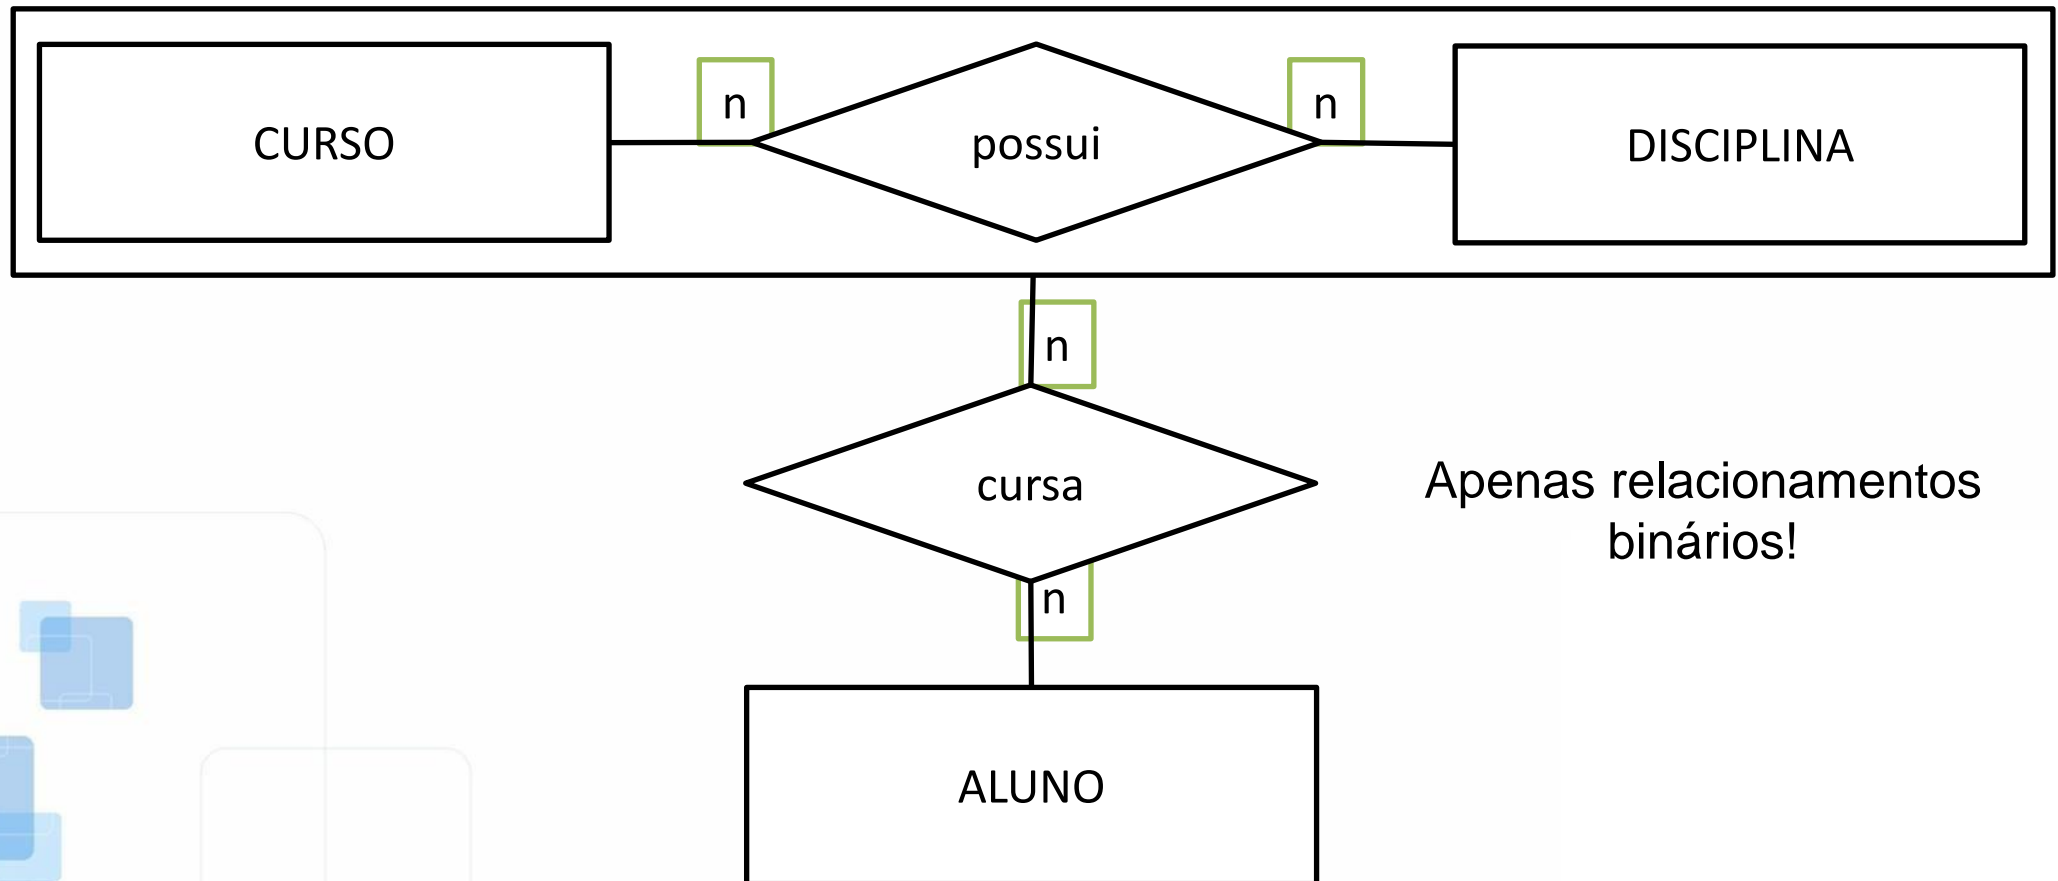 CURSO
n
possui
n
DISCIPLINA
n
cursa
Apenas relacionamentos
binários!
n
ALUNO